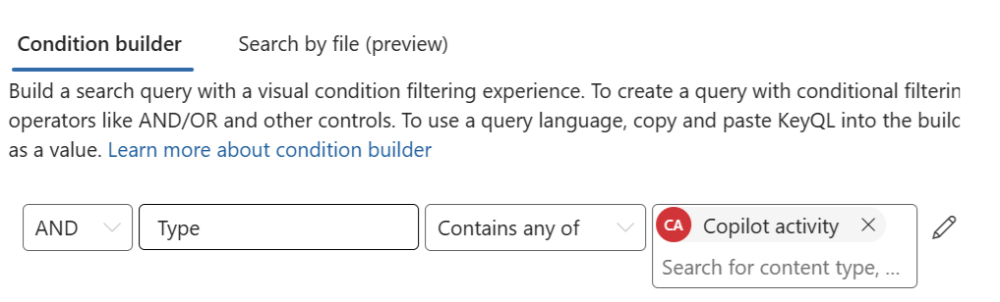 Condition builder Search by file (preview)
Build a search query with a visual condition filtering experience. To create a query with conditional filterin
operators like AND/OR and other controls. To use a query language, copy and paste KeyQL into the builc
as a value. Learn more about condition builder
AND Type Contains any of CA Copilot activity
Search for content type, ...